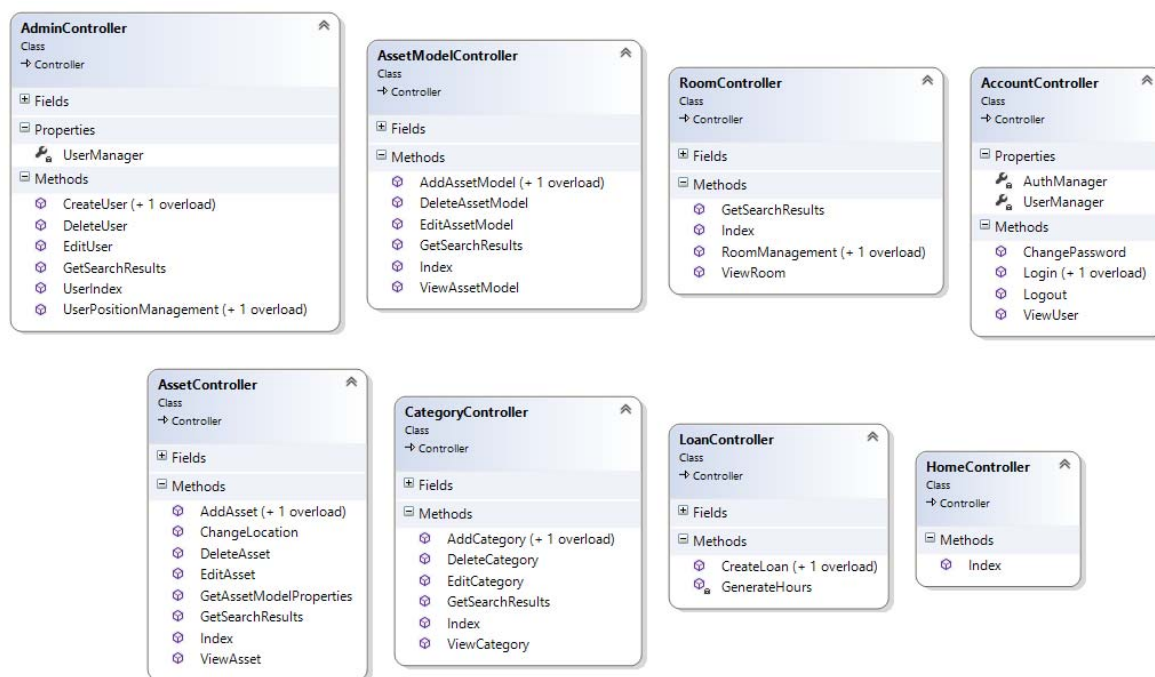 AdminController
Class
→ Controller
Fields
Properties
UserManager
Methods
CreateUser (+ 1 overload)
DeleteUser
EditUser
GetSearchResults
UserIndex
UserPositionManagement (+ 1 overload)
AssetModelController
Class
→ Controller
Fields
Methods
AddAssetModel (+ 1 overload)
DeleteAssetModel
EditAssetModel
GetSearchResults
Index
ViewAssetModel
RoomController
Class
→ Controller
Fields
Methods
GetSearchResults
Index
RoomManagement (+ 1 overload)
ViewRoom
AccountController
Class
→ Controller
Properties
AuthManager
UserManager
Methods
ChangePassword
Login (+ 1 overload)
Logout
ViewUser
AssetController
Class
→ Controller
Fields
Methods
AddAsset (+ 1 overload)
ChangeLocation
DeleteAsset
EditAsset
GetAssetModelProperties
GetSearchResults
Index
ViewAsset
CategoryController
Class
→ Controller
Fields
Methods
AddCategory (+ 1 overload)
DeleteCategory
EditCategory
GetSearchResults
Index
ViewCategory
LoanController
Class
→ Controller
Fields
Methods
CreateLoan (+ 1 overload)
GenerateHours
HomeController
Class
→ Controller
Methods
Index